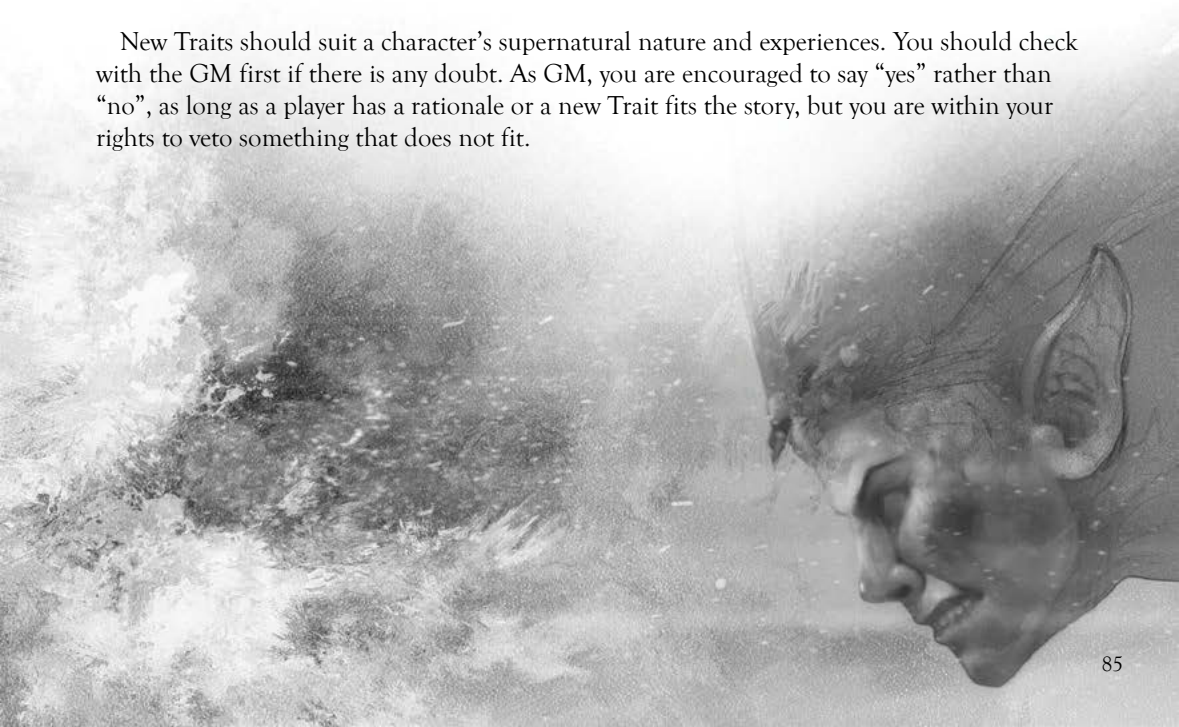 New Traits should suit a character’s supernatural nature and experiences. You should check
with the GM first if there is any doubt. As GM, you are encouraged to say “yes” rather than
“no”, as long as a player has a rationale or a new Trait fits the story, but you are within your
rights to veto something that does not fit.
85